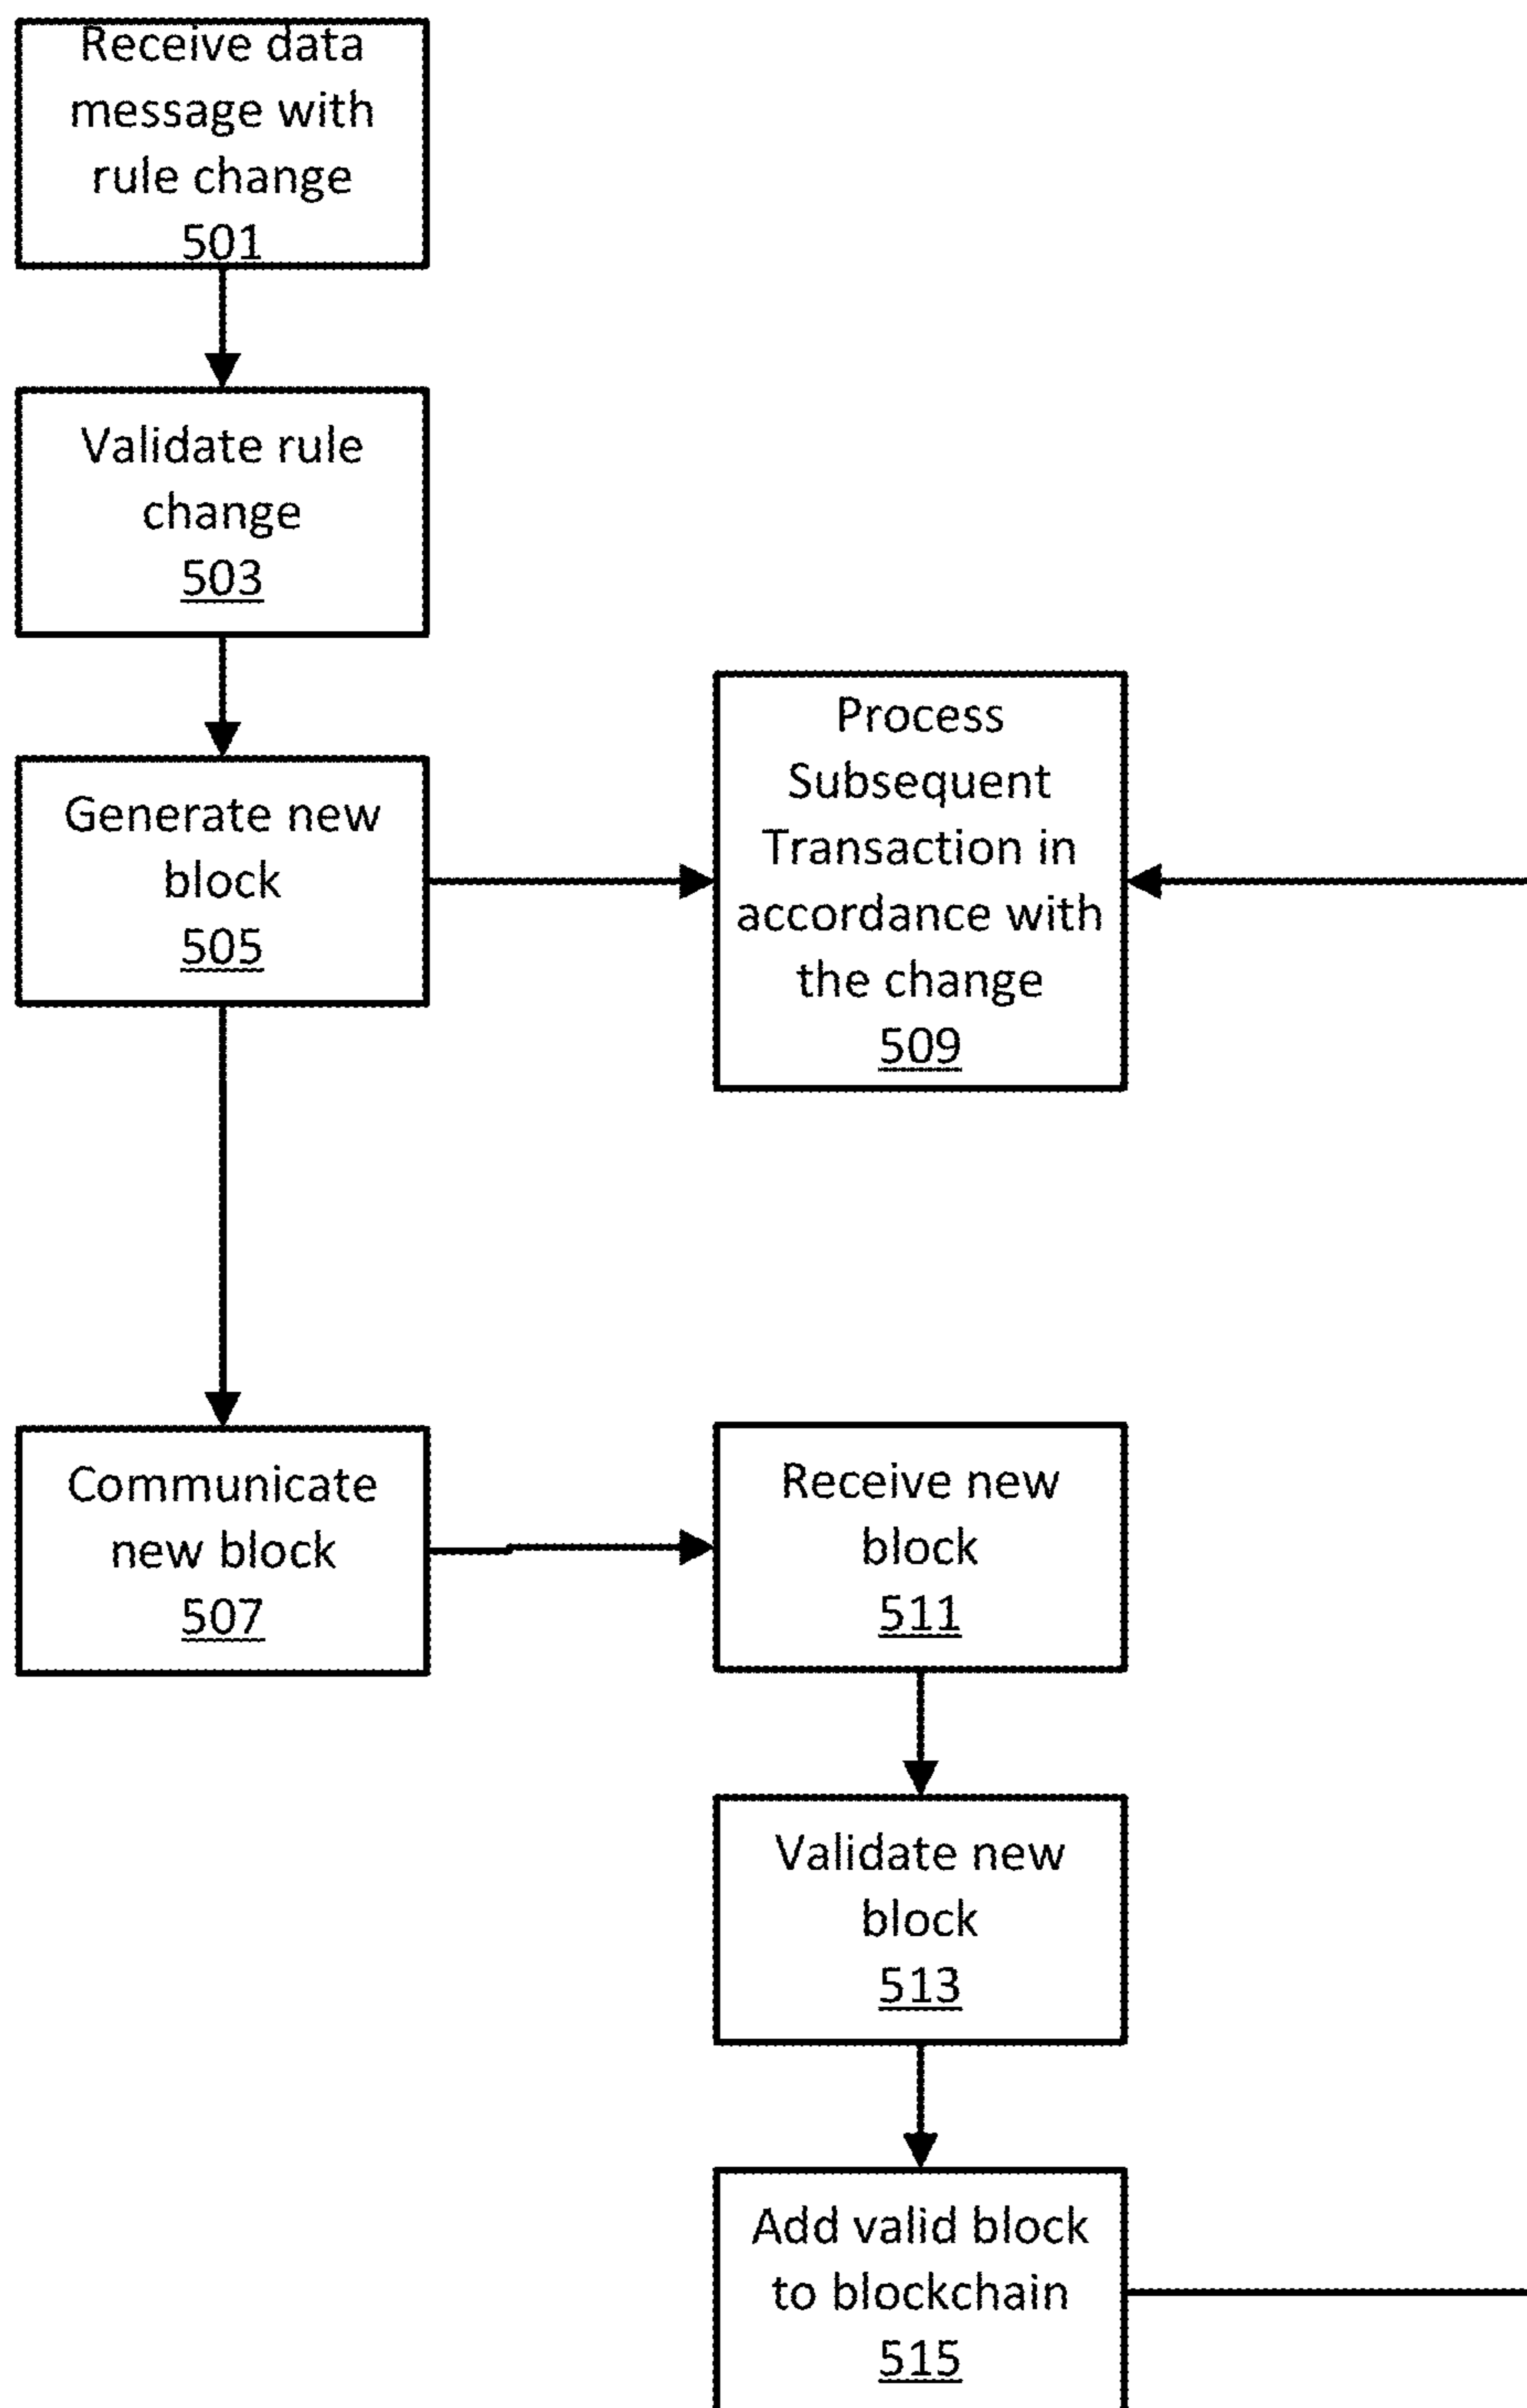 Receive data
message with
rule change
501
Validate rule
change
503
Generate new
block
505
Process
Subsequent
Transaction in
accordance with
the change
509
Communicate
new block
507
Receive new
block
511
Validate new
block
513
Add valid block
to blockchain
515